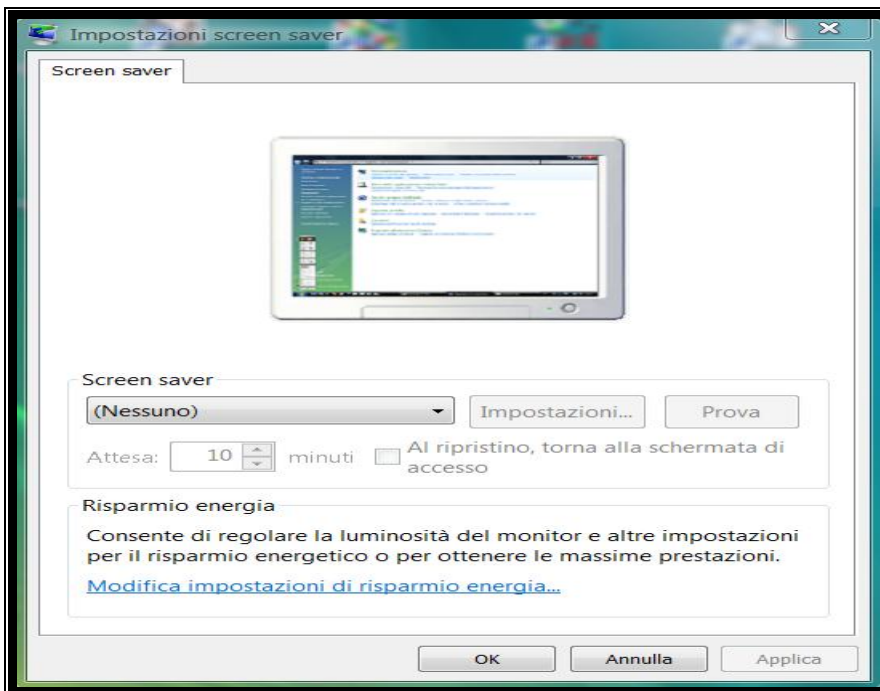 Impostazioni screen saver
Screen saver
Screen saver
(Nessuno)
Impostazioni...
Prova
Attesa:
10
minuti
Al ripristino, torna alla schermata di
accesso
Risparmio energia
Consente di regolare la luminosità del monitor e altre impostazioni
per il risparmio energetico o per ottenere le massime prestazioni.
Modifica impostazioni di risparmio energia...
OK
Annulla
Applica